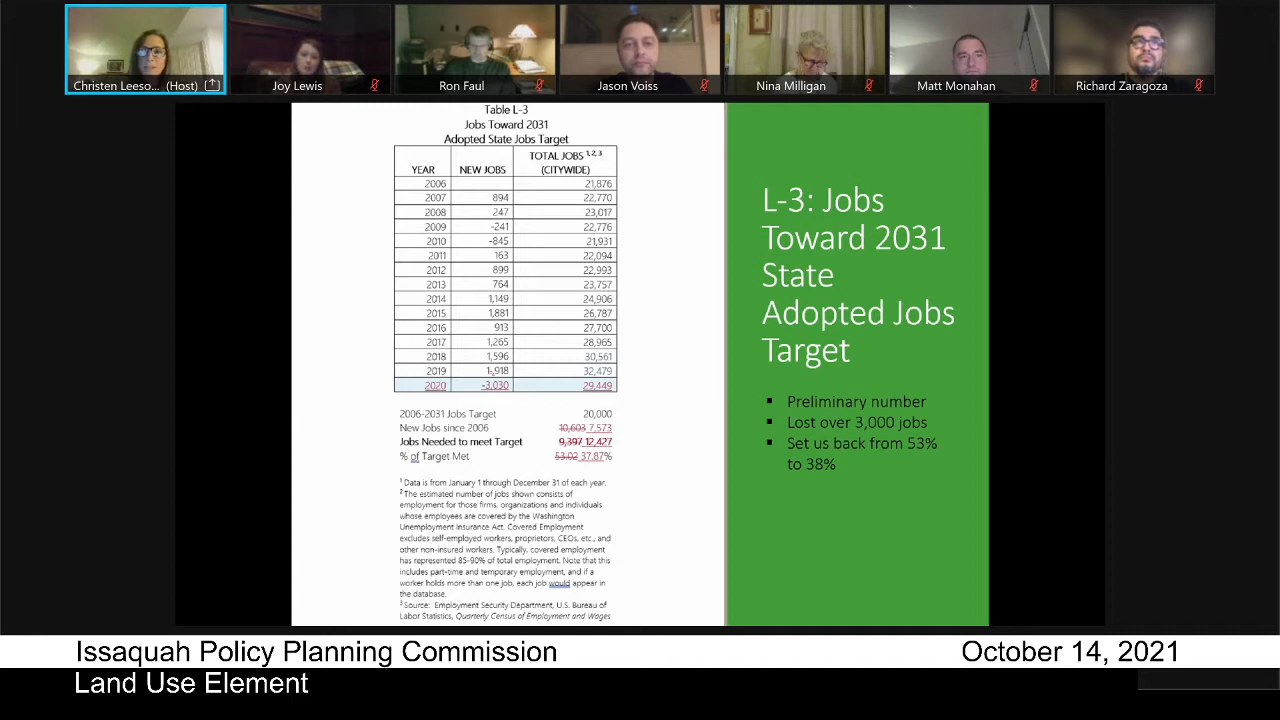 Christen Leeso... (Host)
Joy Lewis
Ron Faul
Jason Voiss
Nina Milligan
Matt Monahan
Richard Zaragoza
Table L-3
Jobs Toward 2031
Adopted State Jobs Target
YEAR NEW JOBS TOTAL JOBS 1,2,3 (CITYWIDE)
2006 21,876
2007 894 22,770
2008 247 23,017
2009 -241 22,776
2010 -845 21,931
2011 163 22,094
2012 899 22,993
2013 764 23,757
2014 1,149 24,906
2015 1,881 26,787
2016 913 27,700
2017 1,265 28,965
2018 1,596 30,561
2019 1,918 32,479
2020 -3,030 29,449
2006-2031 Jobs Target 20,000
New Jobs since 2006 10,603 7,573
Jobs Needed to meet Target 9,397 12,427
% of Target Met 53.02 37.87%
1 Data is from January 1 through December 31 of each year.
2 The estimated number of jobs shown consists of
employment for those firms, organizations and individuals
whose employees are covered by the Washington
Unemployment Insurance Act. Covered Employment
excludes self-employed workers, proprietors, CEOs, etc., and
other non-insured workers. Typically, covered employment
has represented 85-90% of total employment. Note that this
includes part-time and temporary employment, and if a
worker holds more than one job, each job would appear in
the database.
3 Source: Employment Security Department, U.S. Bureau of
Labor Statistics, Quarterly Census of Employment and Wages
L-3: Jobs
Toward 2031
State
Adopted Jobs
Target
▪ Preliminary number
▪ Lost over 3,000 jobs
▪ Set us back from 53%
to 38%
Issaquah Policy Planning Commission
October 14, 2021
Land Use Element